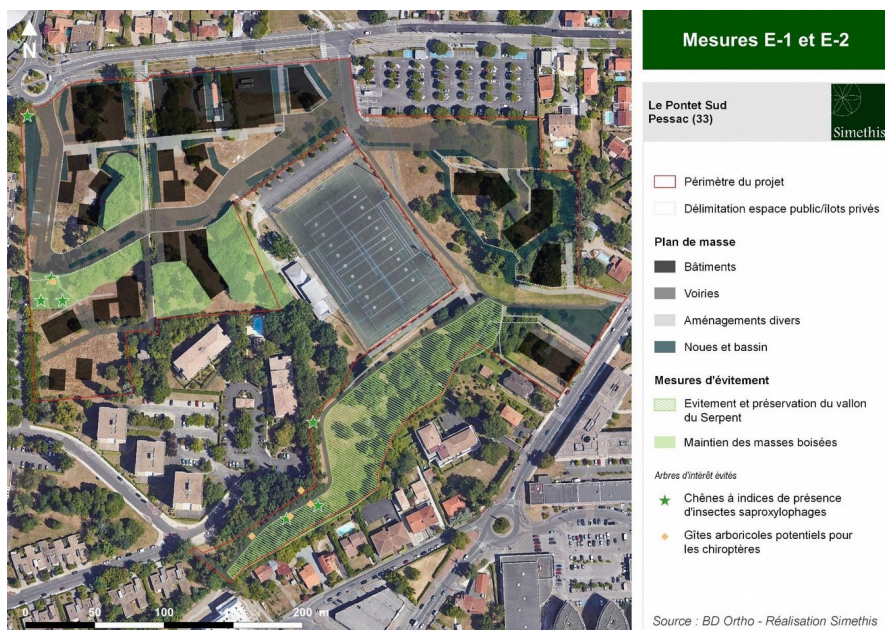 N
0 50 100 150 200 m
Mesures E-1 et E-2
Le Pontet Sud
Pessac (33)
Simethis
Périmètre du projet
Délimitation espace public/îlots privés
Plan de masse
Bâtiments
Voiries
Aménagements divers
Noues et bassin
Mesures d'évitement
Evitement et préservation du vallon
du Serpent
Maintien des masses boisées
Arbres d'intérêt évités
Chênes à indices de présence
d'insectes saproxylophages
Gîtes arboricoles potentiels pour
les chiroptères
Source : BD Ortho - Réalisation Simethis